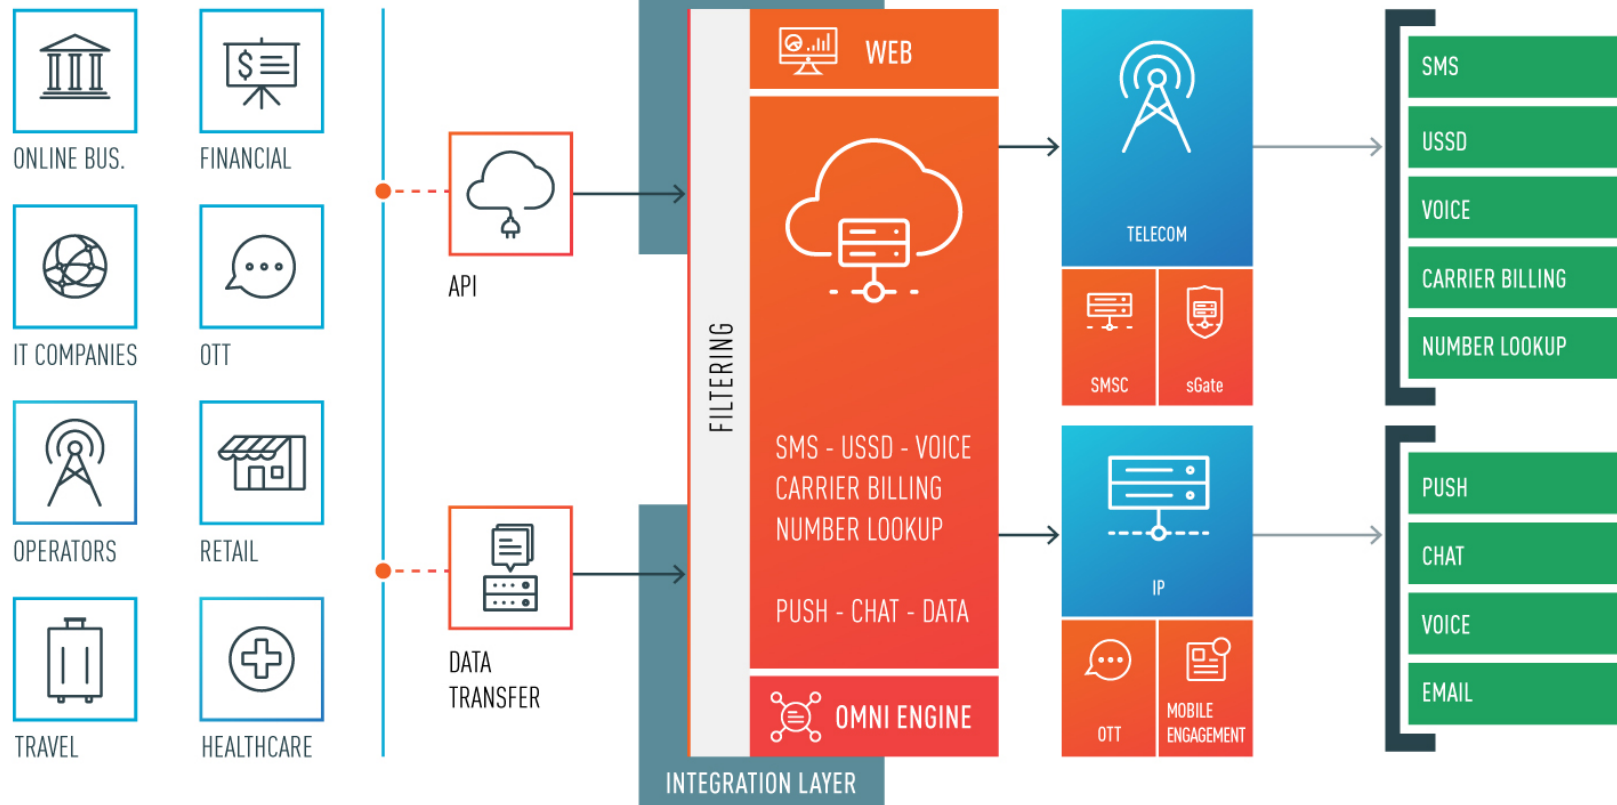 ONLINE BUS.
FINANCIAL
IT COMPANIES
OTT
OPERATORS
RETAIL
TRAVEL
HEALTHCARE
API
DATA
TRANSFER
FILTERING
WEB
SMS - USSD - VOICE
CARRIER BILLING
NUMBER LOOKUP
PUSH - CHAT - DATA
OMNI ENGINE
INTEGRATION LAYER
$
TELECOM
SMSC
sGate
IP
OTT
MOBILE
ENGAGEMENT
SMS
USSD
VOICE
CARRIER BILLING
NUMBER LOOKUP
PUSH
CHAT
VOICE
EMAIL